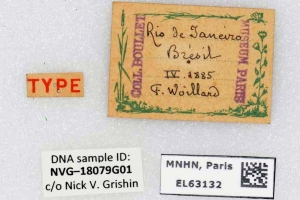 COLL. BOULLET
Rio de Janeiro
Brésil
IV. 1885
F.
MUSEUM PARIS
TYPE
DNA sample ID:
NVG–18079G01
c/o Nick V. Grishin
MNHN, Paris
EL63132